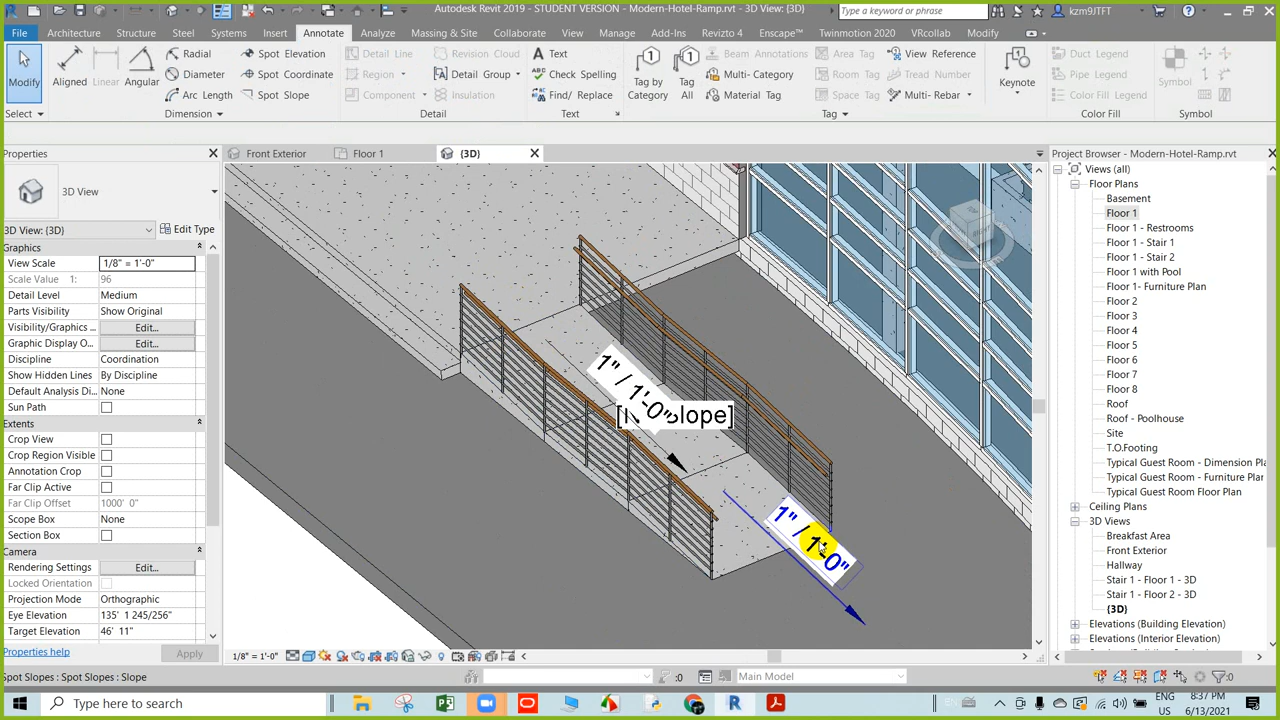 Autodesk Revit 2019 - STUDENT VERSION - Modern-Hotel-Ramp.rvt - 3D View: {3D}
Type a keyword or phrase
kzm9JTFT
File Architecture Structure Steel Systems Insert Annotate Analyze Massing & Site Collaborate View Manage Add-Ins Revizto 4 Enscape™ Twinmotion 2020 VRcollab Modify
Modify
Select
Aligned
Linear
Angular
Radial
Diameter
Arc Length
Spot Elevation
Spot Coordinate
Spot Slope
Dimension
Detail Line
Region
Component
Revision Cloud
Detail Group
Insulation
Detail
Text
Check Spelling
Find/ Replace
Text
Tag by
Category
Tag
All
Beam Annotations
Multi- Category
Material Tag
Area Tag
Room Tag
Space Tag
View Reference
Tread Number
Multi- Rebar
Tag
Keynote
Duct Legend
Pipe Legend
Color Fill Legend
Color Fill
Symbol
Symbol
Properties
3D View
3D View: {3D}
Edit Type
Graphics
View Scale 1/8" = 1'-0"
Scale Value 1: 96
Detail Level Medium
Parts Visibility Show Original
Visibility/Graphics ... Edit...
Graphic Display O... Edit...
Discipline Coordination
Show Hidden Lines By Discipline
Default Analysis Di... None
Sun Path
Extents
Crop View
Crop Region Visible
Annotation Crop
Far Clip Active
Far Clip Offset 1000' 0"
Scope Box None
Section Box
Camera
Rendering Settings Edit...
Locked Orientation
Projection Mode Orthographic
Eye Elevation 135' 1 245/256"
Target Elevation 46' 11"
Properties help
Apply
Front Exterior
Floor 1
{3D}
1" / 1'-0"
Slope]
1" / 1'-0"
RIGHT
1/8" = 1'-0"
Project Browser - Modern-Hotel-Ramp.rvt
Views (all)
Floor Plans
Basement
Floor 1
Floor 1 - Restrooms
Floor 1 - Stair 1
Floor 1 - Stair 2
Floor 1 with Pool
Floor 1- Furniture Plan
Floor 2
Floor 3
Floor 4
Floor 5
Floor 6
Floor 7
Floor 8
Roof
Roof - Poolhouse
Site
T.O.Footing
Typical Guest Room - Dimension Pla
Typical Guest Room - Furniture Plan
Typical Guest Room Floor Plan
Ceiling Plans
3D Views
Breakfast Area
Front Exterior
Hallway
Stair 1 - Floor 1 - 3D
Stair 1 - Floor 2 - 3D
{3D}
Elevations (Building Elevation)
Elevations (Interior Elevation)
Spot Slopes : Spot Slopes : Slope
:0
Main Model
:0
Type here to search
ENG
US
8:37 PM
6/13/2021